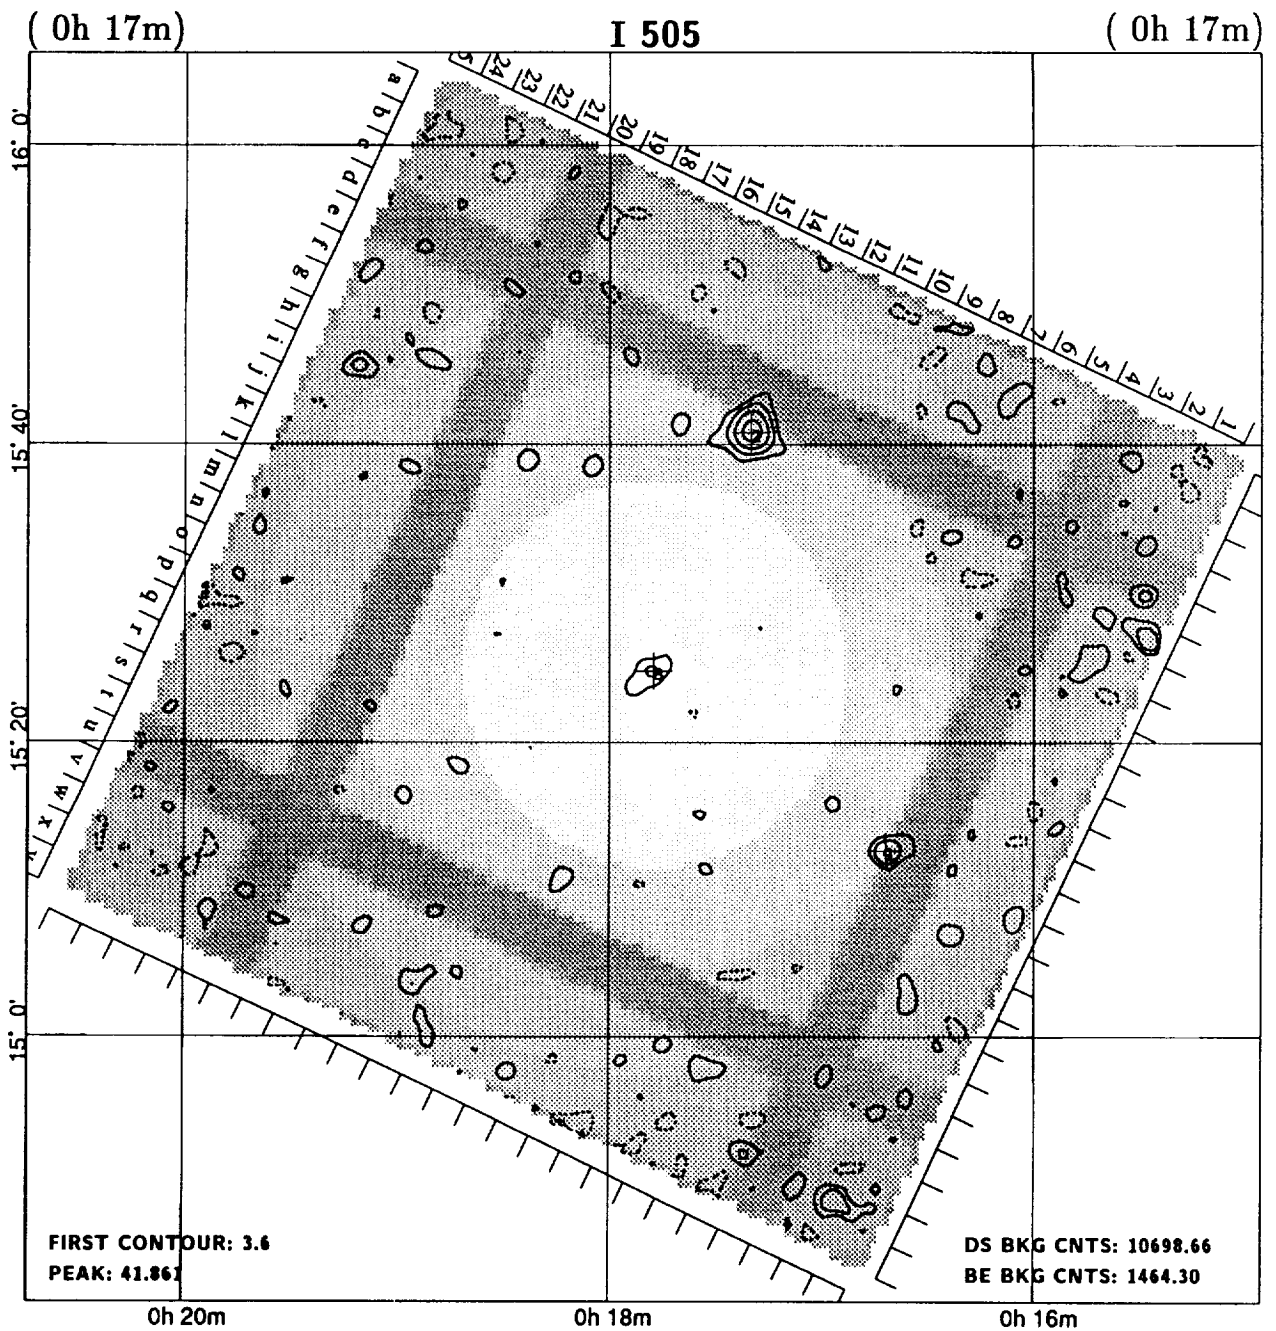 ( 0h 17m)
I 505
( 0h 17m)
5 24 23 22 21 20 19 18 17 16 15 14 13 12 11 10 9 8 7 6 5 4 3 2 1
a b c d e f g h i j k l m n o p q r s t u v w x y
16° 0'
15° 40'
15° 20'
15° 0'
FIRST CONTOUR: 3.6
PEAK: 41.861
DS BKG CNTS: 10698.66
BE BKG CNTS: 1464.30
0h 20m
0h 18m
0h 16m